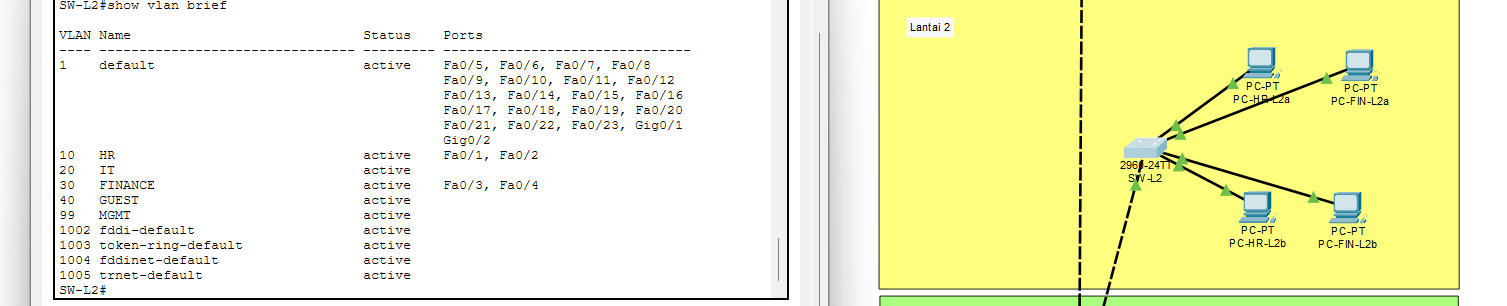 SW-L2#show vlan brief
VLAN Name                             Status    Ports
---- -------------------------------- --------- -------------------------------
1    default                          active    Fa0/5, Fa0/6, Fa0/7, Fa0/8
                                                Fa0/9, Fa0/10, Fa0/11, Fa0/12
                                                Fa0/13, Fa0/14, Fa0/15, Fa0/16
                                                Fa0/17, Fa0/18, Fa0/19, Fa0/20
                                                Fa0/21, Fa0/22, Fa0/23, Gig0/1
                                                Gig0/2
10   HR                               active    Fa0/1, Fa0/2
20   IT                               active
30   FINANCE                          active    Fa0/3, Fa0/4
40   GUEST                            active
99   MGMT                             active
1002 fddi-default                     active
1003 token-ring-default               active
1004 fddinet-default                  active
1005 trnet-default                    active
SW-L2#
Lantai 2
PC-PT
PC-HR-L2a
PC-PT
PC-FIN-L2a
2960-24TT
SW-L2
PC-PT
PC-HR-L2b
PC-PT
PC-FIN-L2b